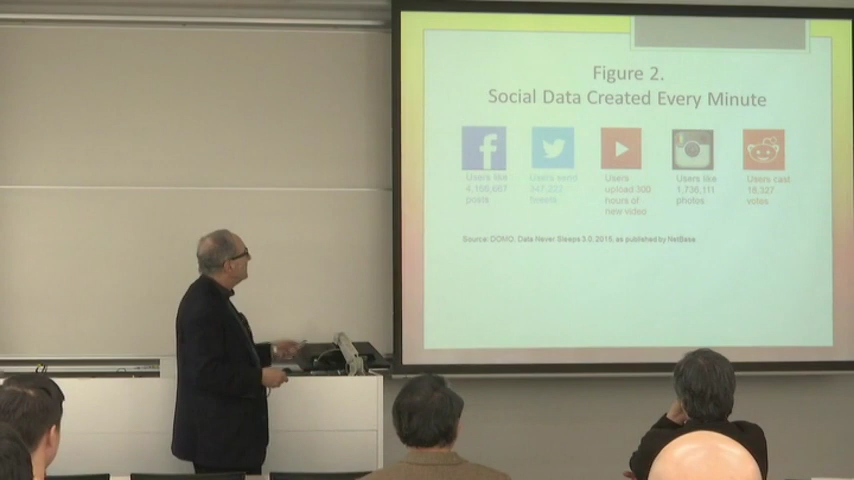 Figure 2.
Social Data Created Every Minute
Users like
4,166,667
posts
Users send
347,222
tweets
Users
upload 300
hours of
new video
Users like
1,736,111
photos
Users cast
18,327
votes
Source: DOMO, Data Never Sleeps 3.0, 2015, as published by NetBase